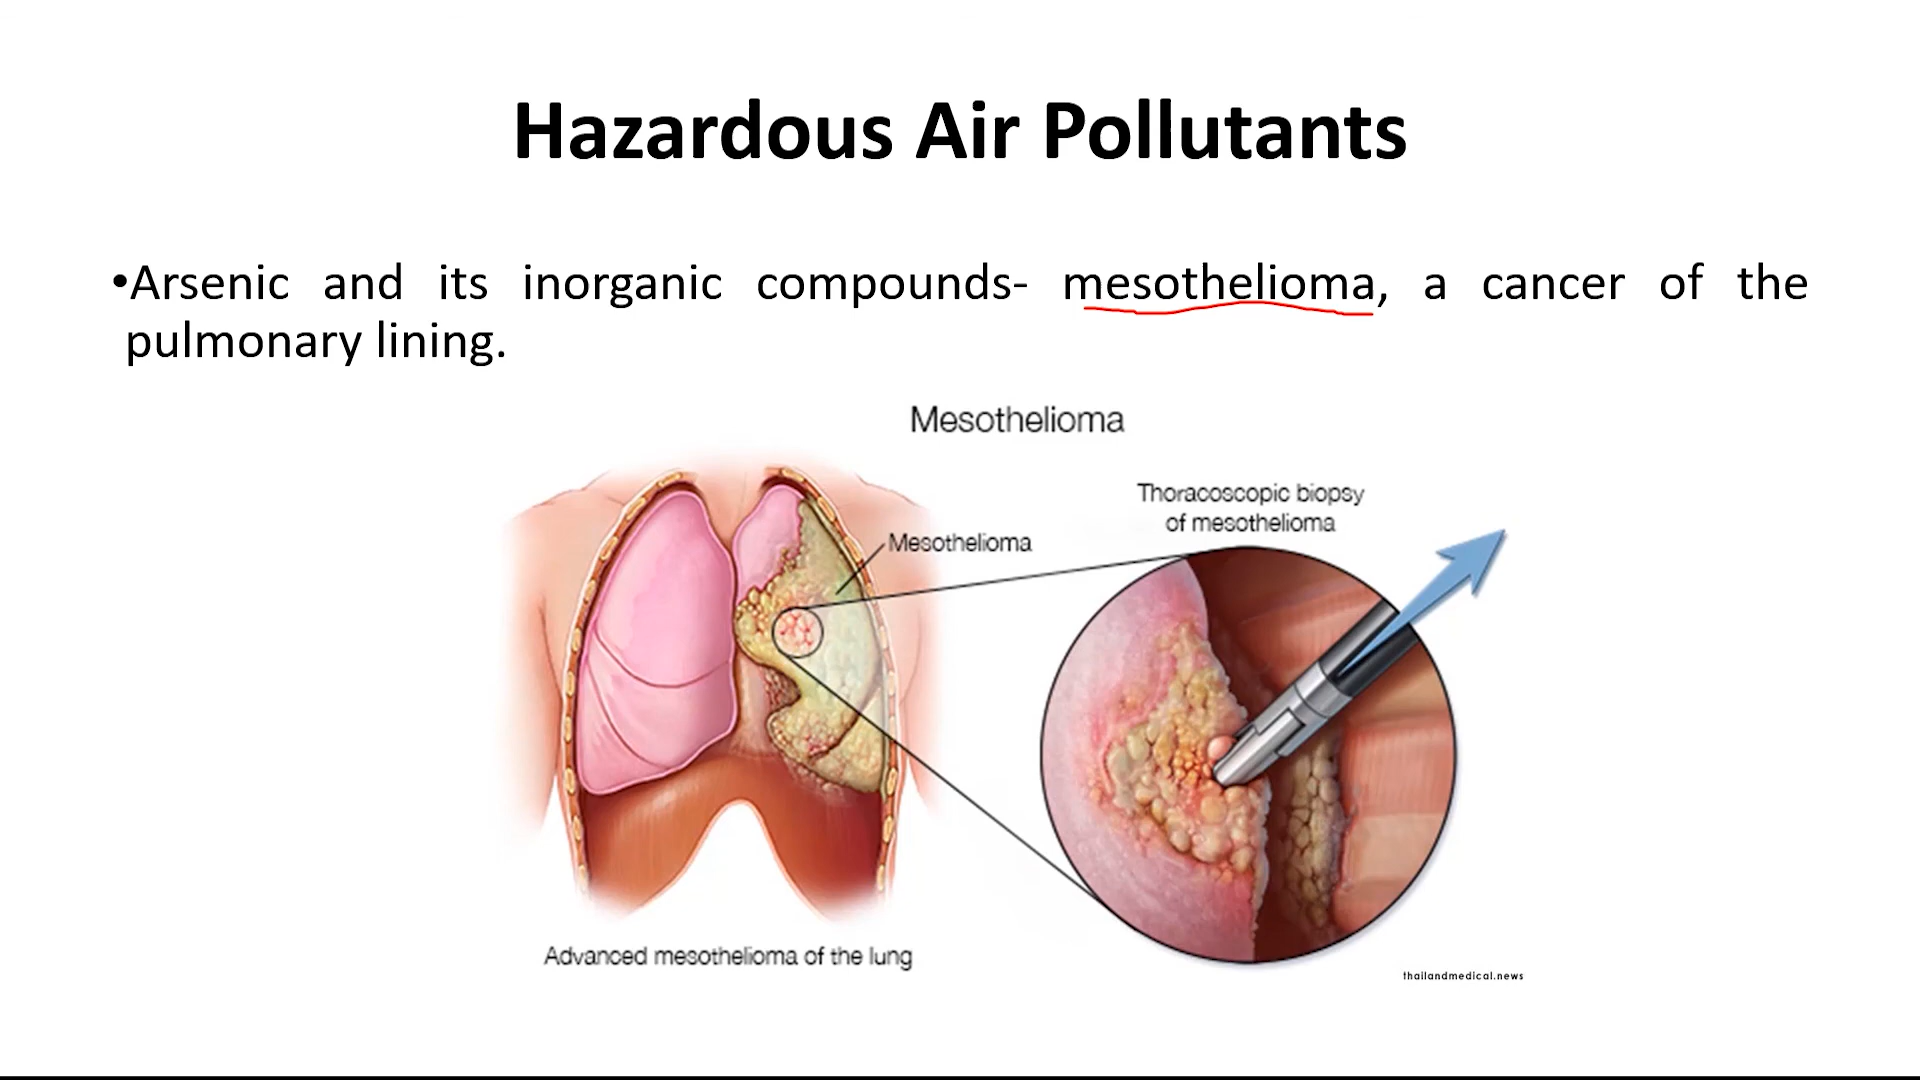 Hazardous Air Pollutants
•Arsenic and its inorganic compounds- mesothelioma, a cancer of the
pulmonary lining.
Mesothelioma
Thoracoscopic biopsy
of mesothelioma
Mesothelioma
Advanced mesothelioma of the lung
thailandmedical.news